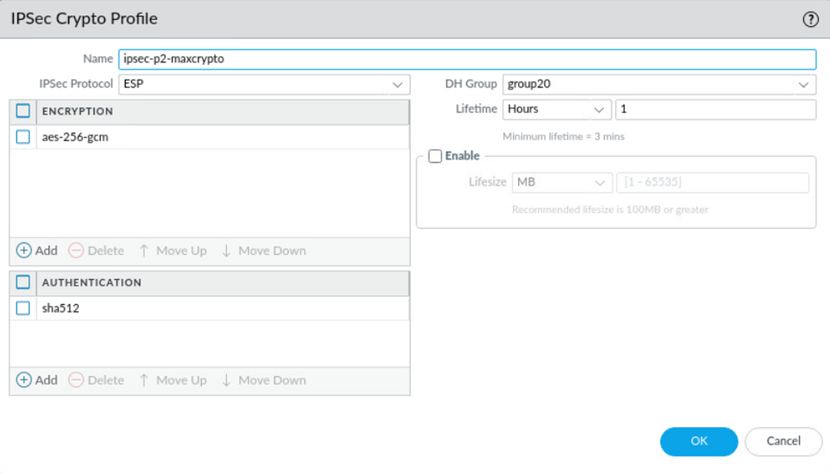 IPSec Crypto Profile
Name ipsec-p2-maxcrypto
IPSec Protocol ESP
DH Group group20
ENCRYPTION
Lifetime Hours 1
aes-256-gcm
Minimum lifetime = 3 mins
Enable
Lifesize MB [1 - 65535]
Recommended lifesize is 100MB or greater
Add Delete Move Up Move Down
AUTHENTICATION
sha512
Add Delete Move Up Move Down
OK Cancel